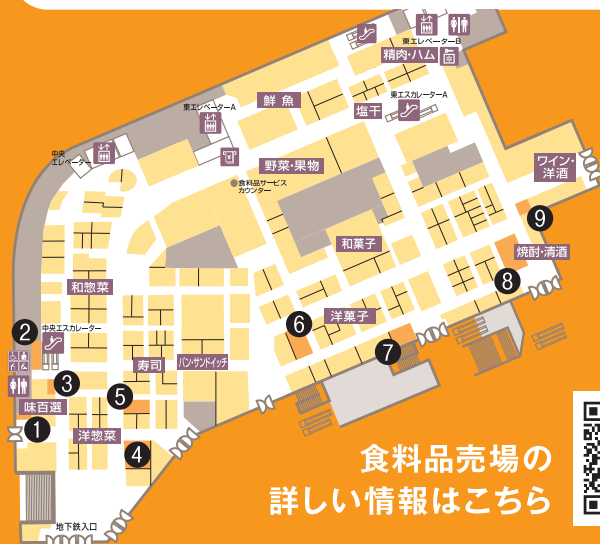 東エレベーターB
精肉・ハム
東エレベーターA
鮮魚
塩干
東エスカレーターA
中央
エレベーター
野菜・果物
ワイン・
洋酒
食料品サービス
カウンター
9
和菓子
焼酎・清酒
和惣菜
8
6
洋菓子
2
中央エスカレーター
7
寿司
パン・サンドイッチ
3
5
味百選
1
洋惣菜
4
食料品売場の
詳しい情報はこちら
地下鉄入口